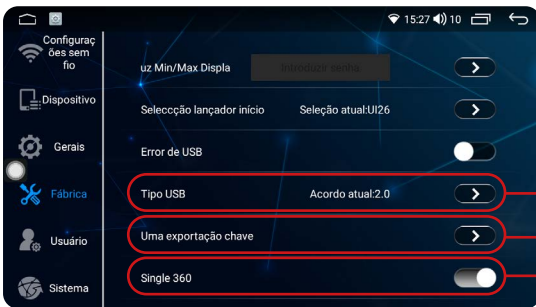 15:27 10
Configuraç
ões sem
fio
uz Min/Max Displa
Introduza senha
Dispositivo
Selecção lançador início Seleção atual:UI26
Gerais
Error de USB
Fábrica
Tipo USB Acordo atual:2.0
Usuário
Uma exportação chave
Sistema
Single 360